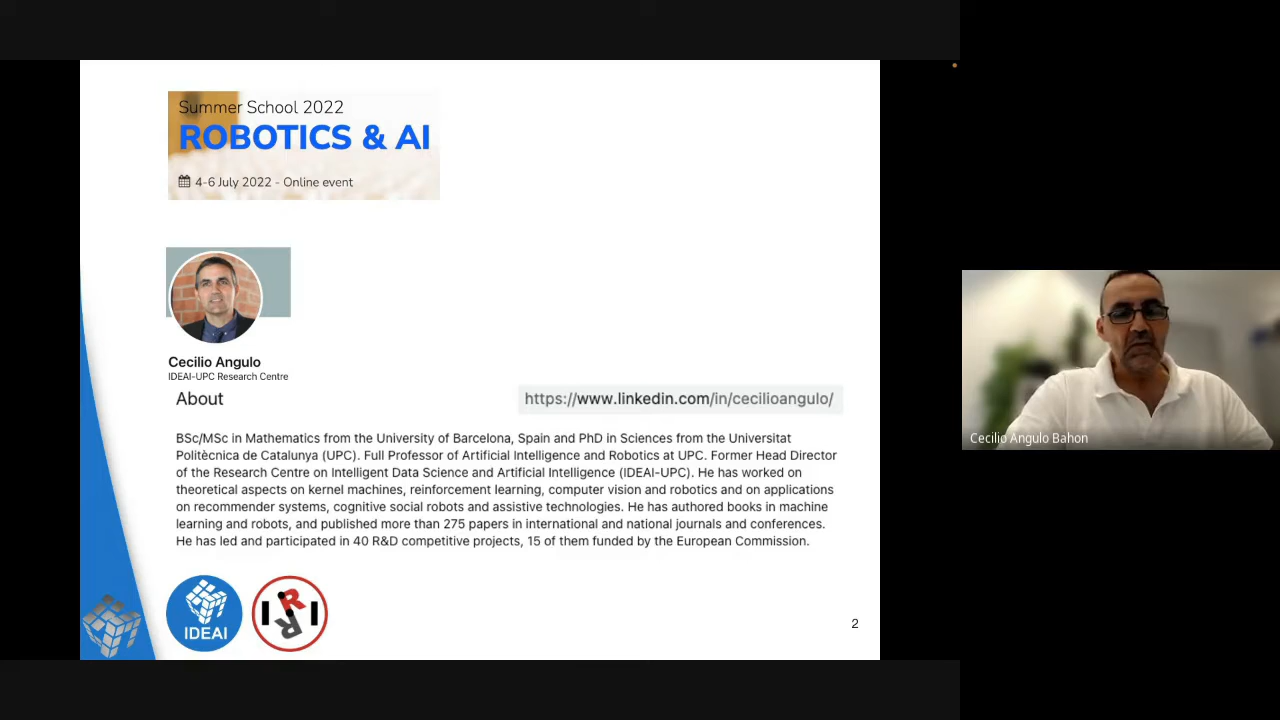 Summer School 2022
ROBOTICS & AI
4-6 July 2022 - Online event
Cecilio Angulo
IDEAI-UPC Research Centre
About
https://www.linkedin.com/in/cecilioangulo/
BSc/MSc in Mathematics from the University of Barcelona, Spain and PhD in Sciences from the Universitat
Politècnica de Catalunya (UPC). Full Professor of Artificial Intelligence and Robotics at UPC. Former Head Director
of the Research Centre on Intelligent Data Science and Artificial Intelligence (IDEAI-UPC). He has worked on
theoretical aspects on kernel machines, reinforcement learning, computer vision and robotics and on applications
on recommender systems, cognitive social robots and assistive technologies. He has authored books in machine
learning and robots, and published more than 275 papers in international and national journals and conferences.
He has led and participated in 40 R&D competitive projects, 15 of them funded by the European Commission.
IDEAI
IRI
2
Cecilio Angulo Bahon